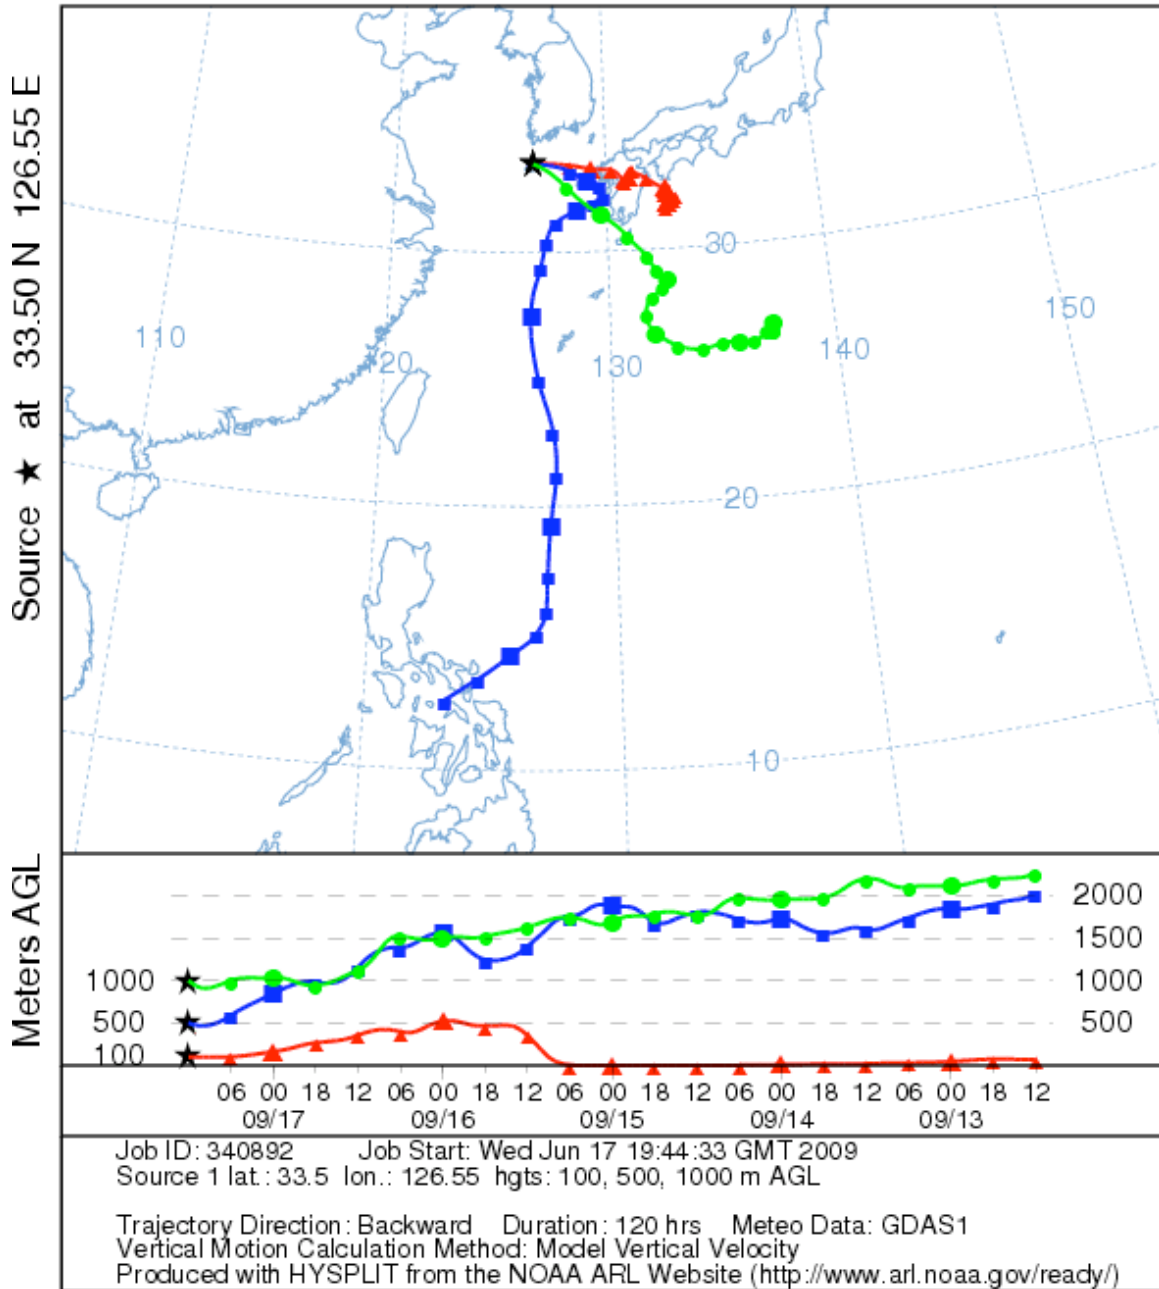 Source ★ at 33.50 N 126.55 E
110
20
130
140
150
30
20
10
Meters AGL
2000
1500
1000
500
1000
500
100
06 00 18 12 06 00 18 12 06 00 18 12 06 00 18 12 06 00 18 12
09/17 09/16 09/15 09/14 09/13
Job ID: 340892 Job Start: Wed Jun 17 19:44:33 GMT 2009
Source 1 lat.: 33.5 lon.: 126.55 hgts: 100, 500, 1000 m AGL
Trajectory Direction: Backward Duration: 120 hrs Meteo Data: GDAS1
Vertical Motion Calculation Method: Model Vertical Velocity
Produced with HYSPLIT from the NOAA ARL Website (http://www.arl.noaa.gov/ready/)